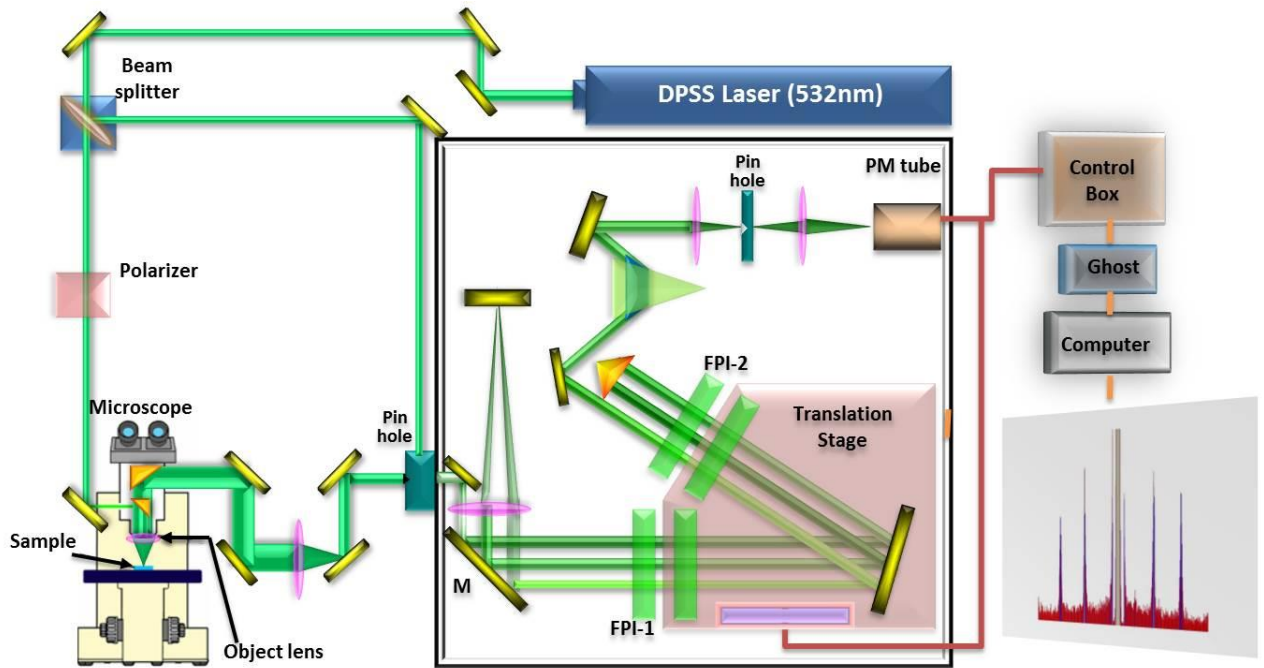 Beam
splitter
DPSS Laser (532nm)
Pin
hole
PM tube
Control
Box
Polarizer
Ghost
Computer
FPI-2
Microscope
Translation
Stage
Pin
hole
Sample
M
FPI-1
Object lens